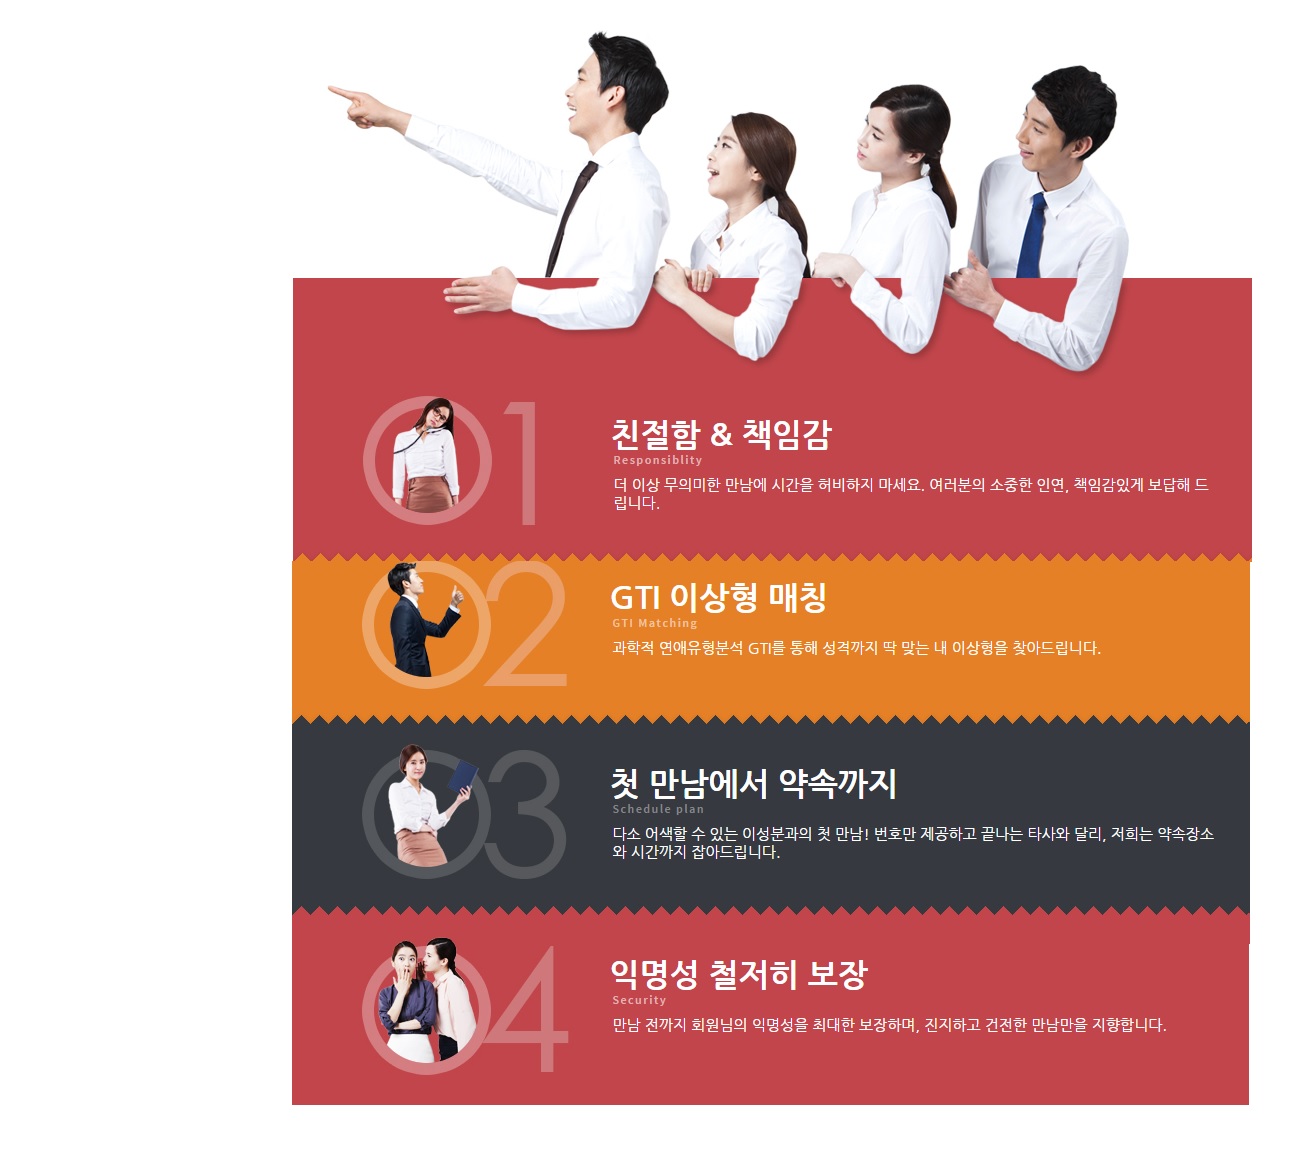 01
친절함 & 책임감
Responsiblity
더 이상 무의미한 만남에 시간을 허비하지 마세요. 여러분의 소중한 인연, 책임감있게 보답해 드
립니다.
02
GTI 이상형 매칭
GTI Matching
과학적 연애유형분석 GTI를 통해 성격까지 딱 맞는 내 이상형을 찾아드립니다.
03
첫 만남에서 약속까지
Schedule plan
다소 어색할 수 있는 이성분과의 첫 만남! 번호만 제공하고 끝나는 타사와 달리, 저희는 약속장소
와 시간까지 잡아드립니다.
04
익명성 철저히 보장
Security
만남 전까지 회원님의 익명성을 최대한 보장하며, 진지하고 건전한 만남만을 지향합니다.